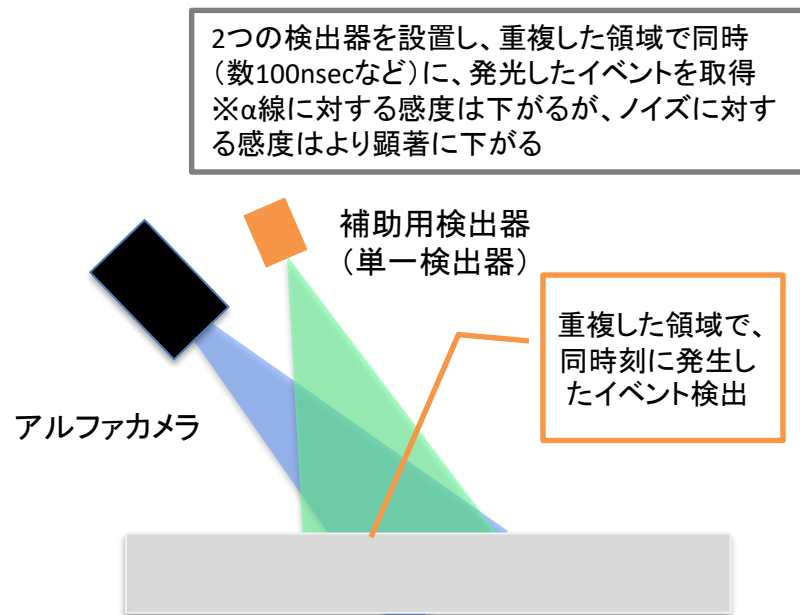 2つの検出器を設置し、重複した領域で同時
（数100nsecなど）に、発光したイベントを取得
※α線に対する感度は下がるが、ノイズに対す
る感度はより顕著に下がる
補助用検出器
（単一検出器）
重複した領域で、
同時刻に発生し
たイベント検出
アルファカメラ